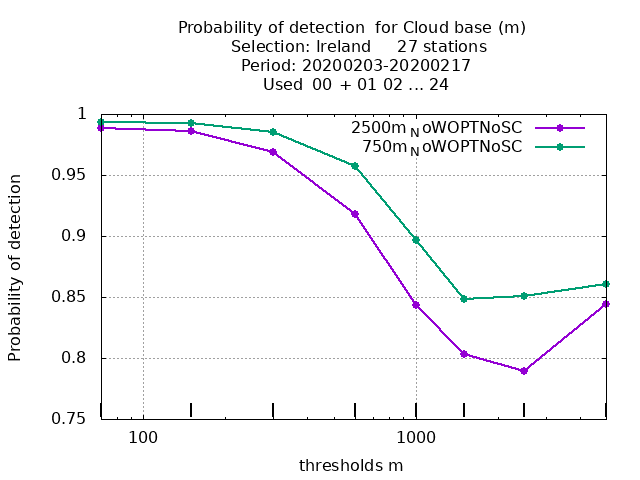 Probability of detection  for Cloud base (m)
Selection: Ireland     27 stations
Period: 20200203-20200217
Used  00  + 01 02 ... 24
2500m_NoWOPTNoSC
750m_NoWOPTNoSC
Probability of detection
1
0.95
0.9
0.85
0.8
0.75
100
1000
thresholds m